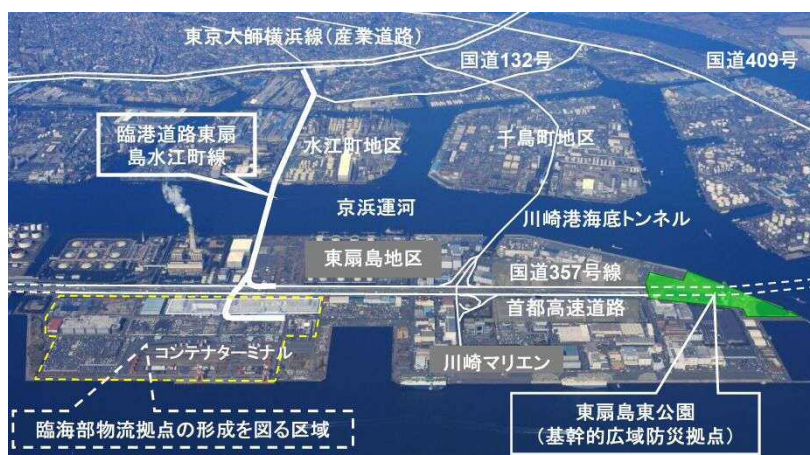 東京大師横浜線(産業道路)
国道132号
国道409号
臨港道路東扇
島水江町線
水江町地区
千鳥町地区
京浜運河
川崎港海底トンネル
東扇島地区
国道357号線
首都高速道路
コンテナターミナル
川崎マリエン
臨海部物流拠点の形成を図る区域
東扇島東公園
(基幹的広域防災拠点)